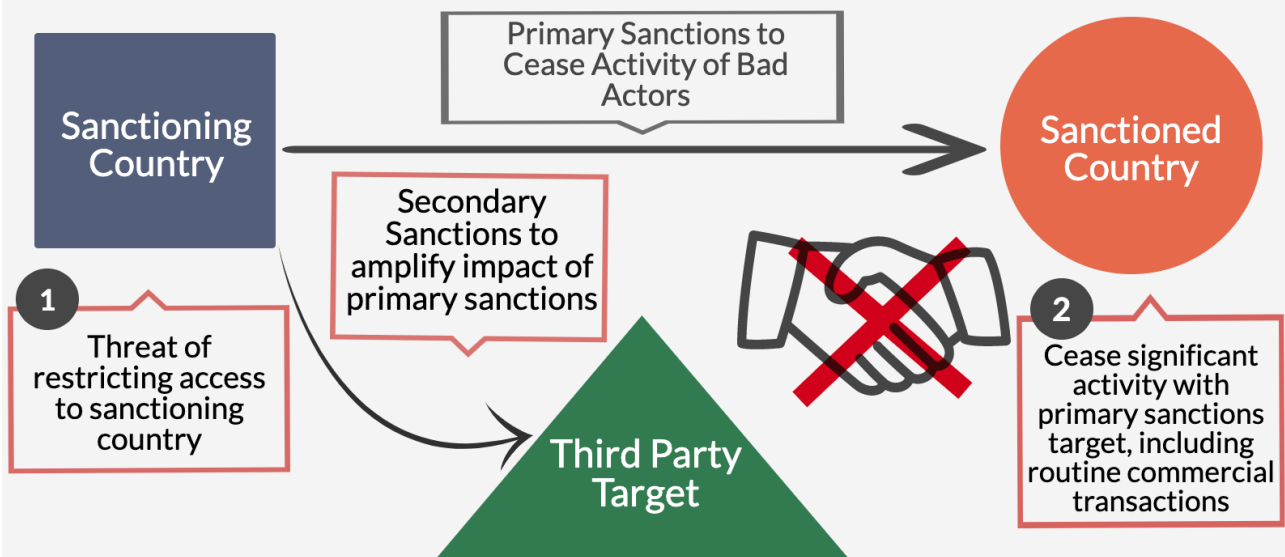 Primary Sanctions to
Cease Activity of Bad
Actors
Sanctioning
Country
Sanctioned
Country
Secondary
Sanctions to
amplify impact of
primary sanctions
1
Threat of
restricting access
to sanctioning
country
2
Cease significant
activity with
primary sanctions
target, including
routine commercial
transactions
Third Party
Target